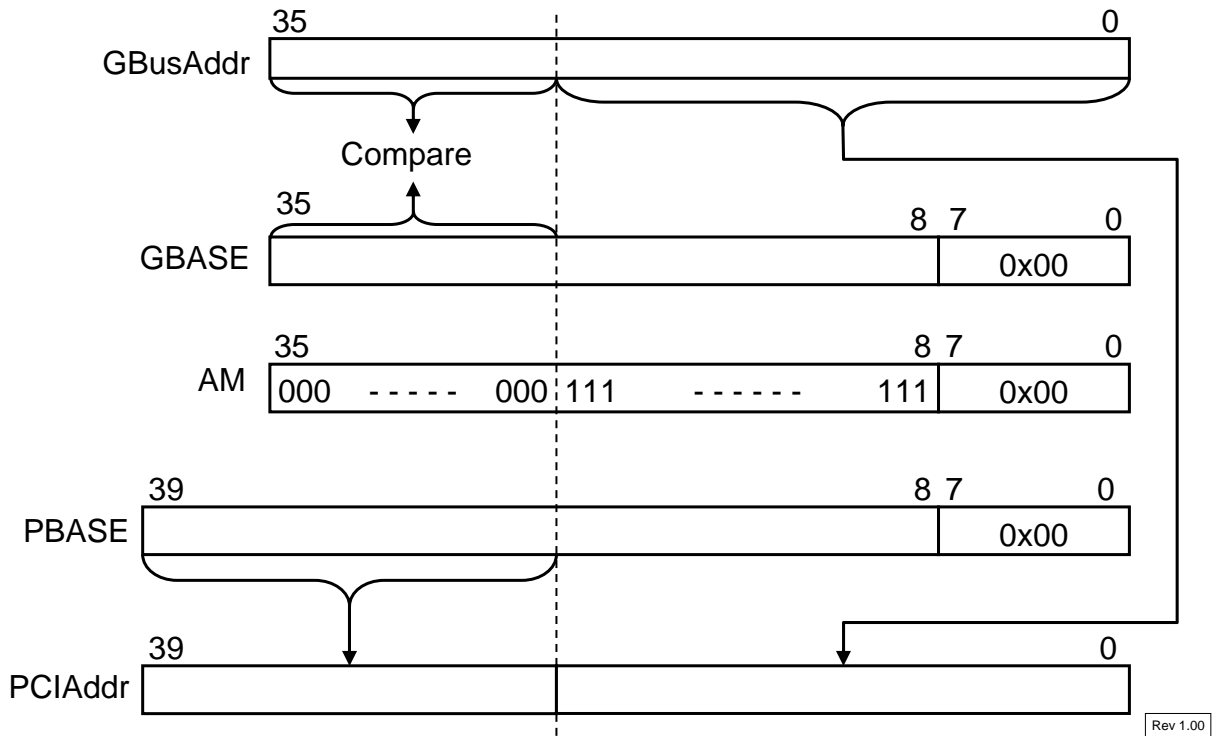 35 0
GBusAddr
Compare
35 8 7 0
GBASE 0x00
35 8 7 0
AM 000 - - - - - 000 111 - - - - - - 111 0x00
39 8 7 0
PBASE 0x00
39 0
PCIAddr
Rev 1.00